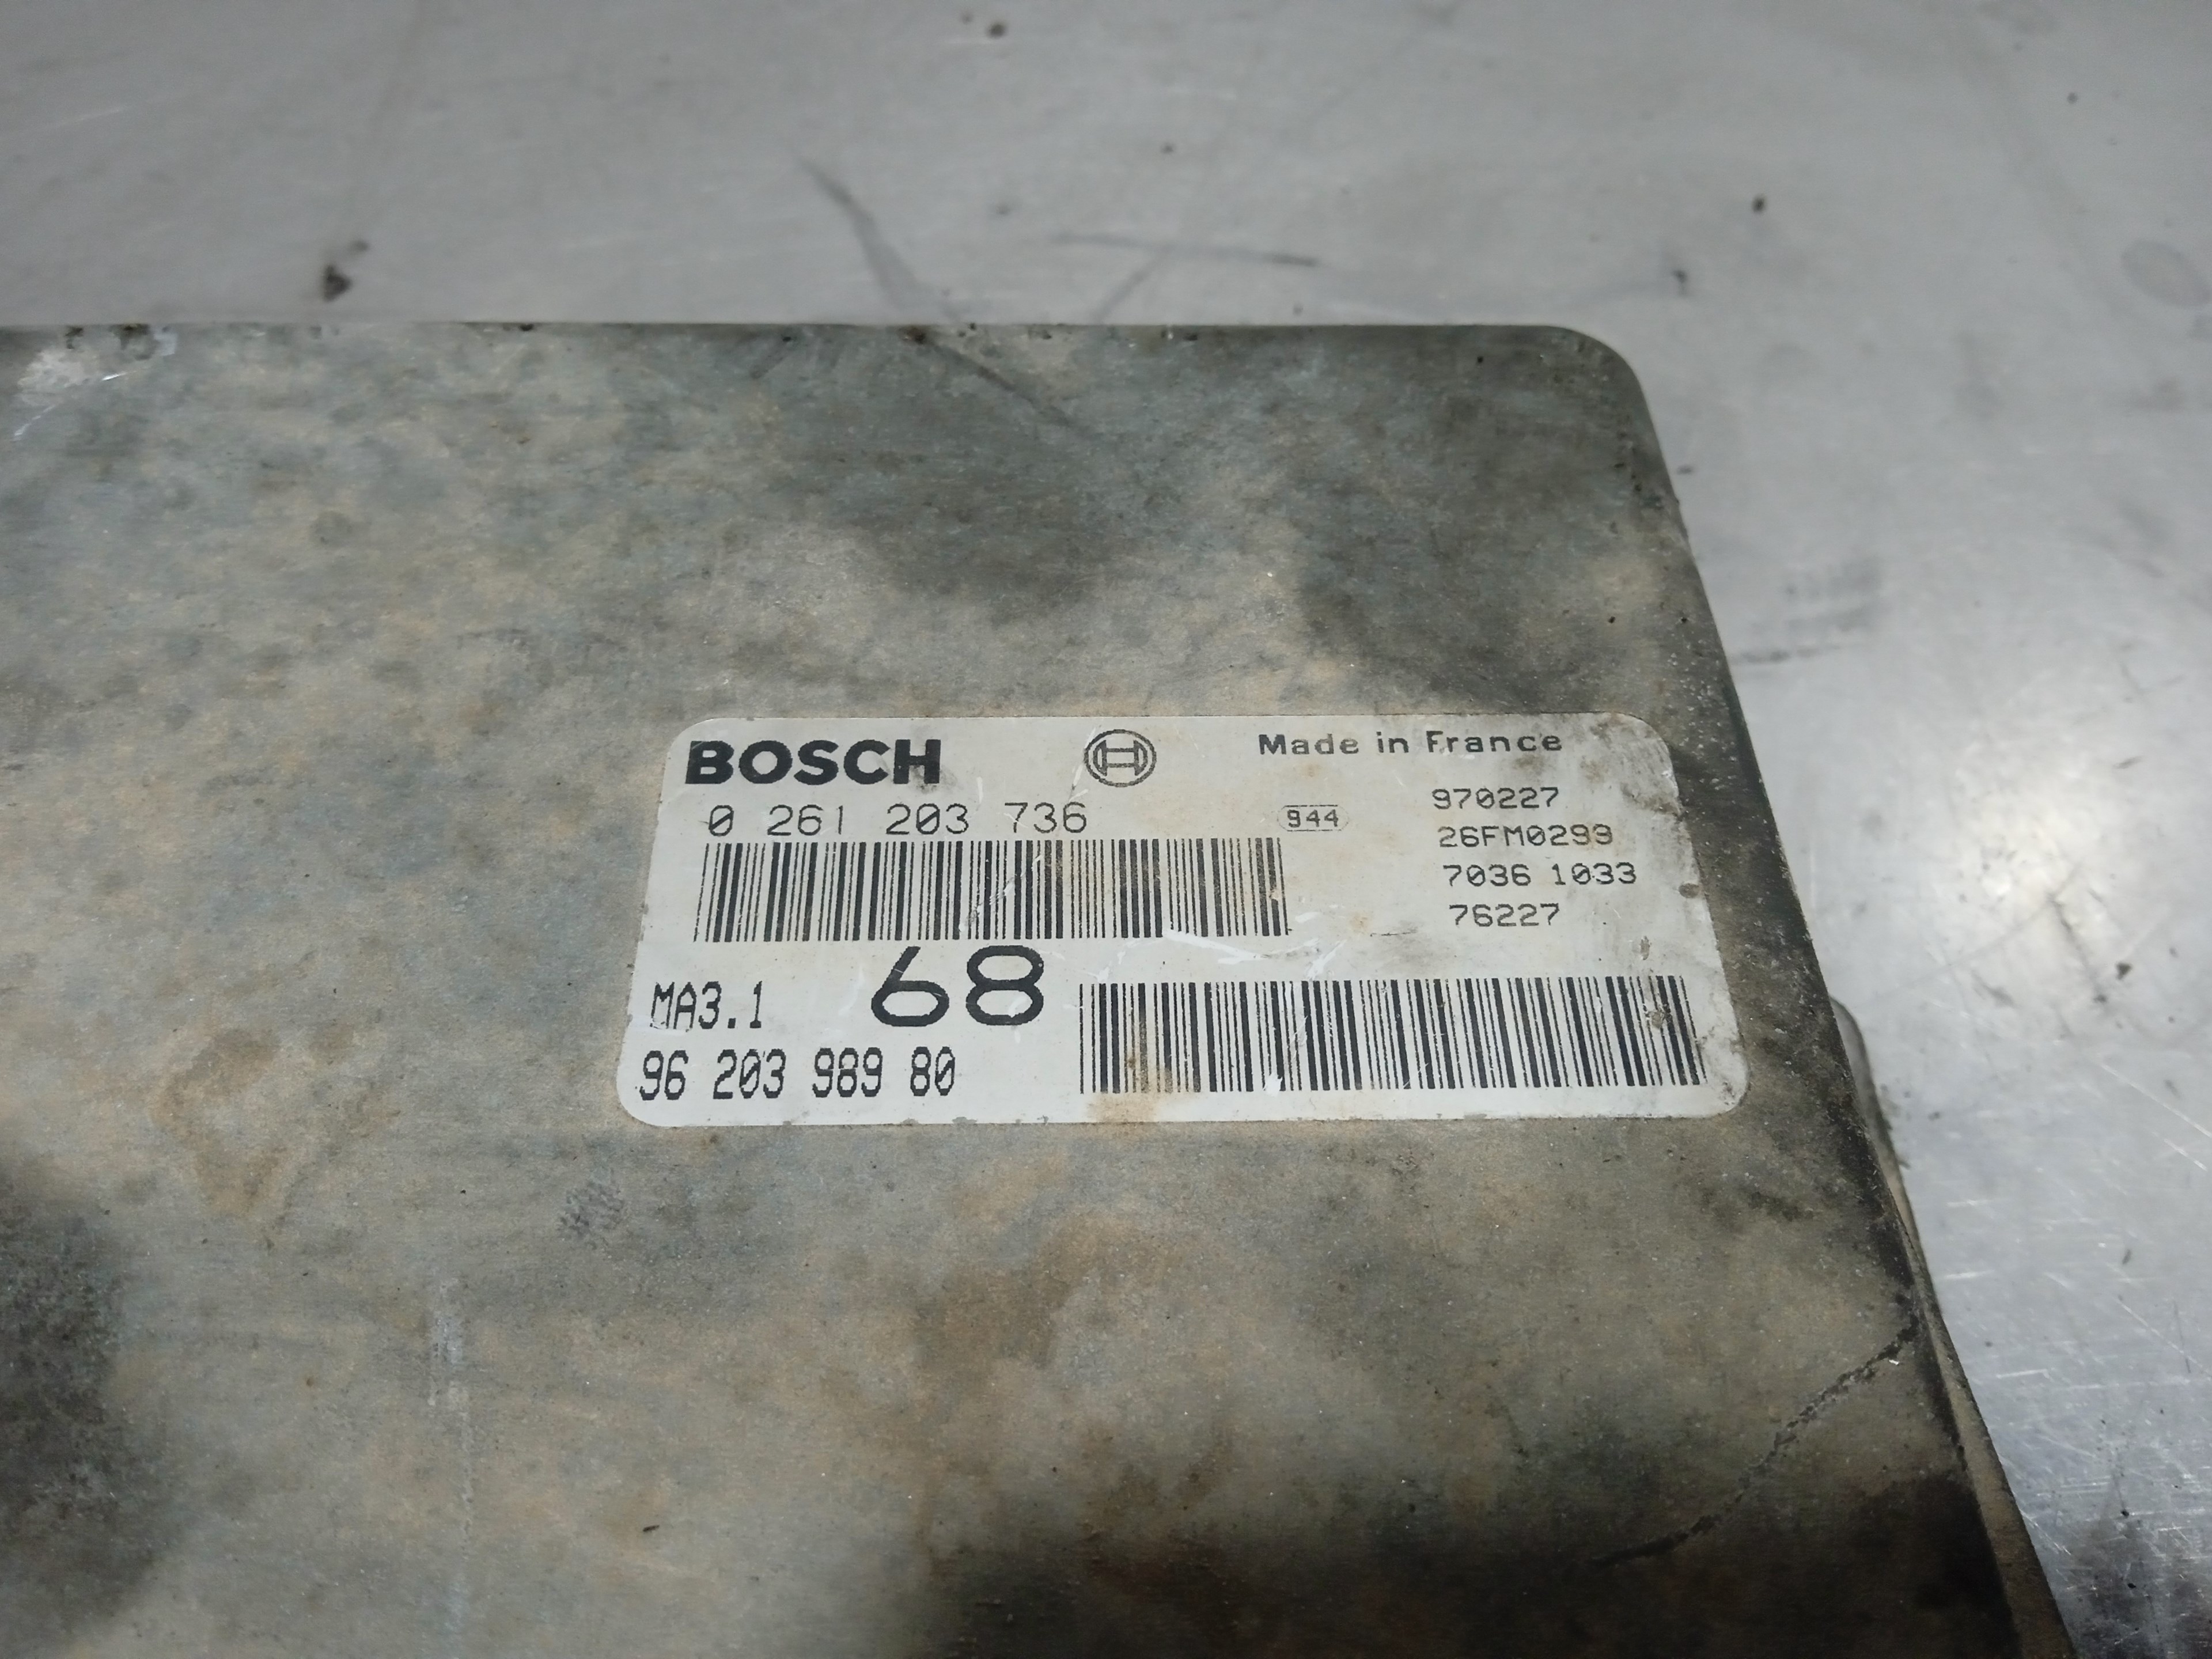 BOSCH
Made in France
0 261 203 736
944
970227
26FM0299
7036 1033
76227
MA3.1
68
96 203 989 80